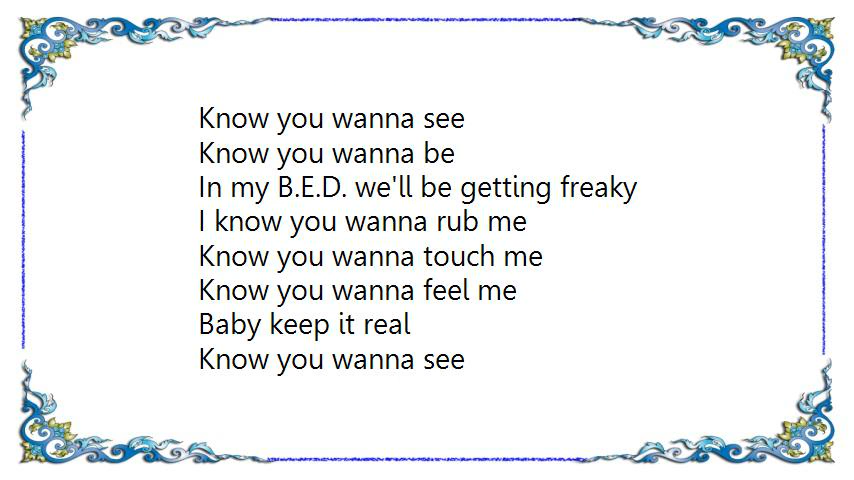 Know you wanna see
Know you wanna be
In my B.E.D. we'll be getting freaky
I know you wanna rub me
Know you wanna touch me
Know you wanna feel me
Baby keep it real
Know you wanna see